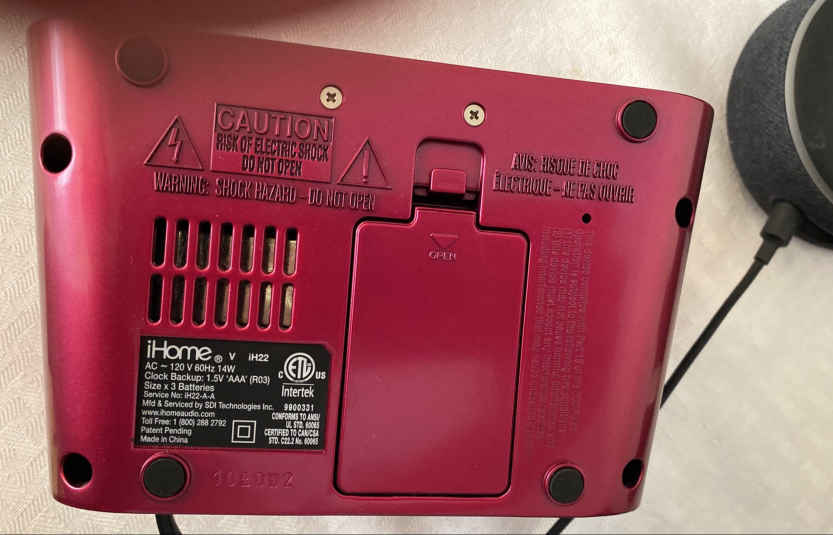 CAUTION
RISK OF ELECTRIC SHOCK
DO NOT OPEN
WARNING: SHOCK HAZARD - DO NOT OPEN
AVIS: RISQUE DE CHOC
ÉLECTRIQUE - NE PAS OUVRIR
OPEN
iHome® V iH22
AC ~ 120 V 60Hz 14W
Clock Backup: 1.5V 'AAA' (R03)
Size x 3 Batteries
Service No: iH22-A-A
Mfd & Serviced by SDI Technologies Inc.
www.ihomeaudio.com
Toll Free: 1 (800) 288 2792
Patent Pending
Made in China
C ETL US
Intertek
9900331
CONFORMS TO ANSI/
UL STD. 60065
CERTIFIED TO CAN/CSA
STD. C22.2 No. 60065